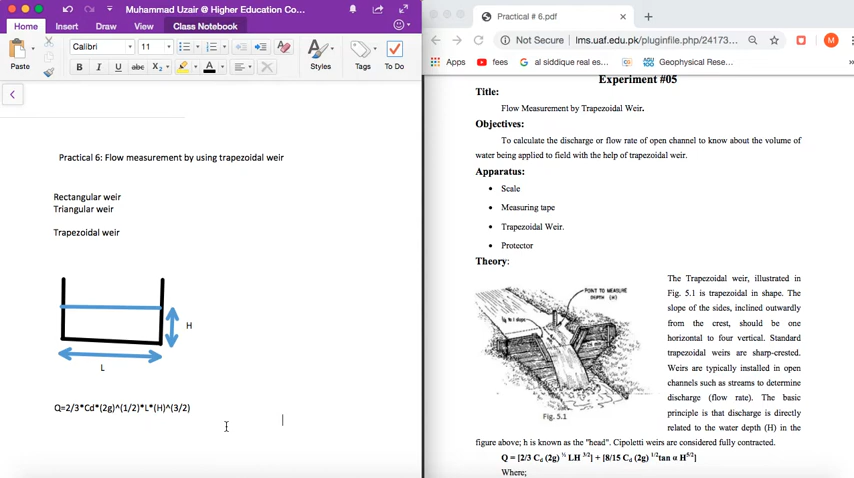 Muhammad Uzair @ Higher Education Co...
Home
Insert
Draw
View
Class Notebook
Paste
Calibri
11
B
I
U
abc
X₂
A
Styles
Tags
To Do
Practical 6: Flow measurement by using trapezoidal weir
Rectangular weir
Triangular weir
Trapezoidal weir
H
L
Q=2/3*Cd*(2g)^(1/2)*L*(H)^(3/2)
Practical # 6.pdf
Not Secure
lms.uaf.edu.pk/pluginfile.php/24173...
M
Apps
fees
al siddique real es...
Geophysical Rese...
Experiment #05
Title:
Flow Measurement by Trapezoidal Weir.
Objectives:
To calculate the discharge or flow rate of open channel to know about the volume of
water being applied to field with the help of trapezoidal weir.
Apparatus:
• Scale
• Measuring tape
• Trapezoidal Weir.
• Protector
Theory:
POINT TO MEASURE
DEPTH (H)
Fig. 5.1
The Trapezoidal weir, illustrated in
Fig. 5.1 is trapezoidal in shape. The
slope of the sides, inclined outwardly
from the crest, should be one
horizontal to four vertical. Standard
trapezoidal weirs are sharp-crested.
Weirs are typically installed in open
channels such as streams to determine
discharge (flow rate). The basic
principle is that discharge is directly
related to the water depth (H) in the
figure above; h is known as the "head". Cipoletti weirs are considered fully contracted.
Q = [2/3 Cd (2g) ½ LH 3/2] + [8/15 Cd (2g) 1/2tan α H5/2]
Where;